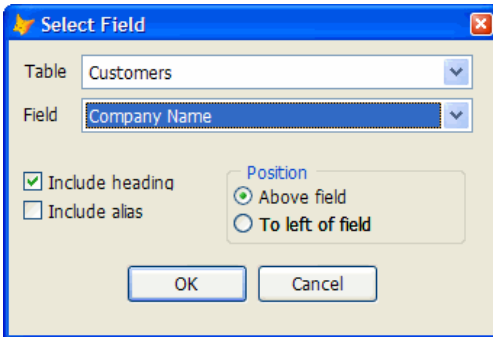 Select Field
Table Customers
Field Company Name
Include heading
Include alias
Position
Above field
To left of field
OK Cancel